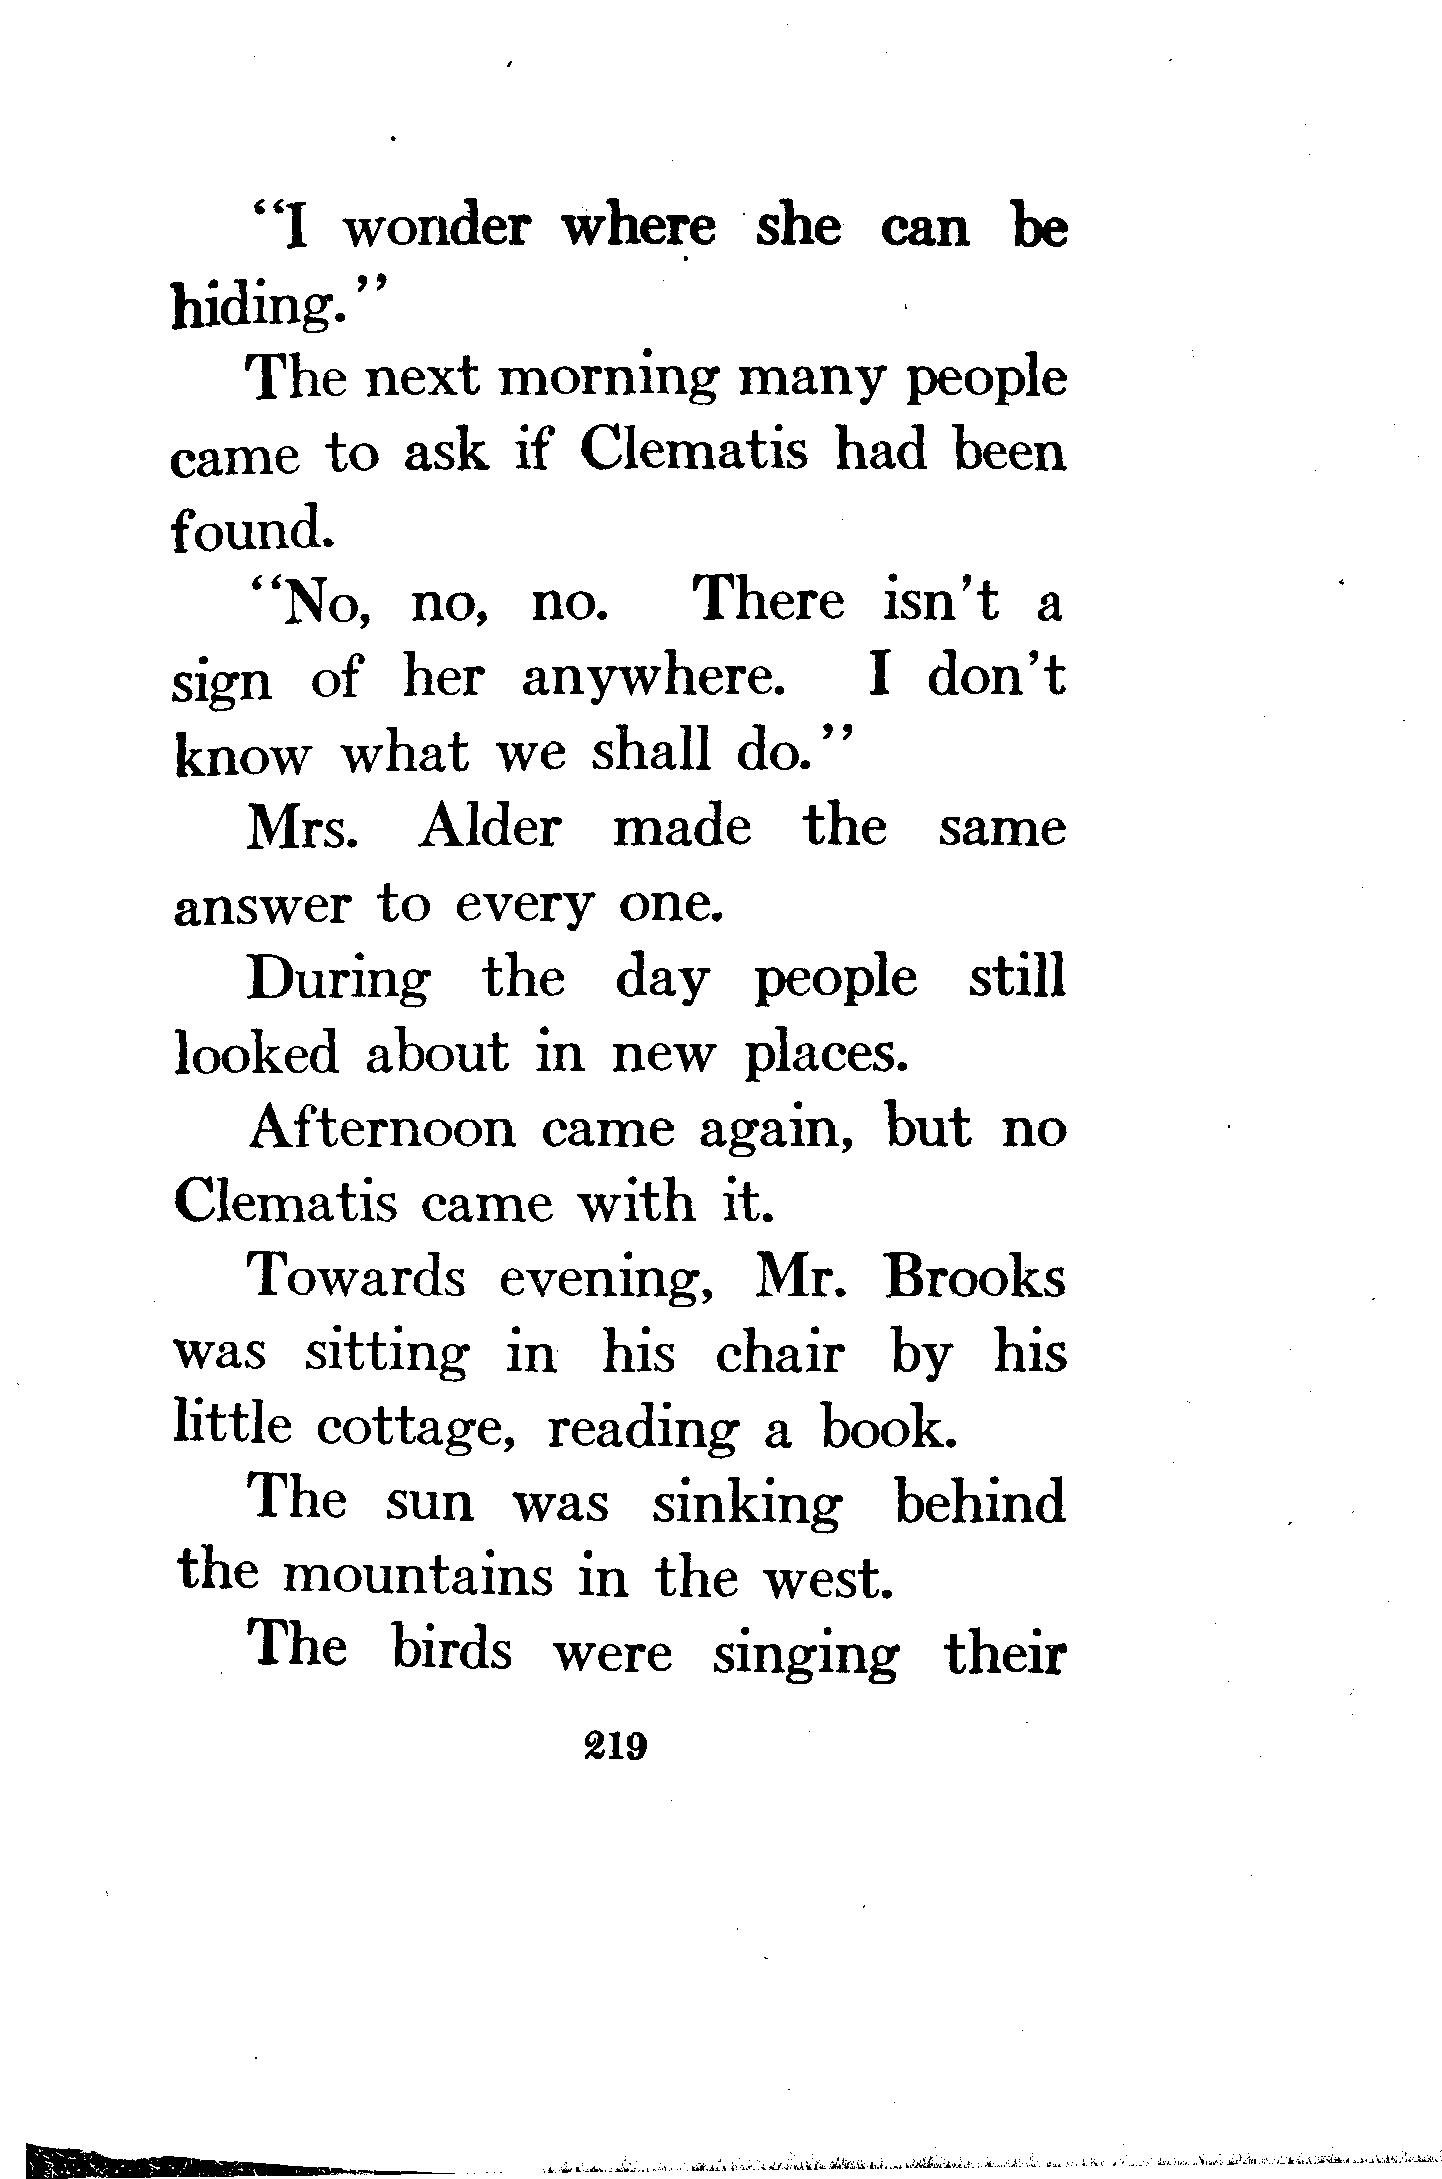 "I wonder where she can be
hiding."
The next morning many people
came to ask if Clematis had been
found.
"No, no, no. There isn't a
sign of her anywhere. I don't
know what we shall do."
Mrs. Alder made the same
answer to every one.
During the day people still
looked about in new places.
Afternoon came again, but no
Clematis came with it.
Towards evening, Mr. Brooks
was sitting in his chair by his
little cottage, reading a book.
The sun was sinking behind
the mountains in the west.
The birds were singing their
219